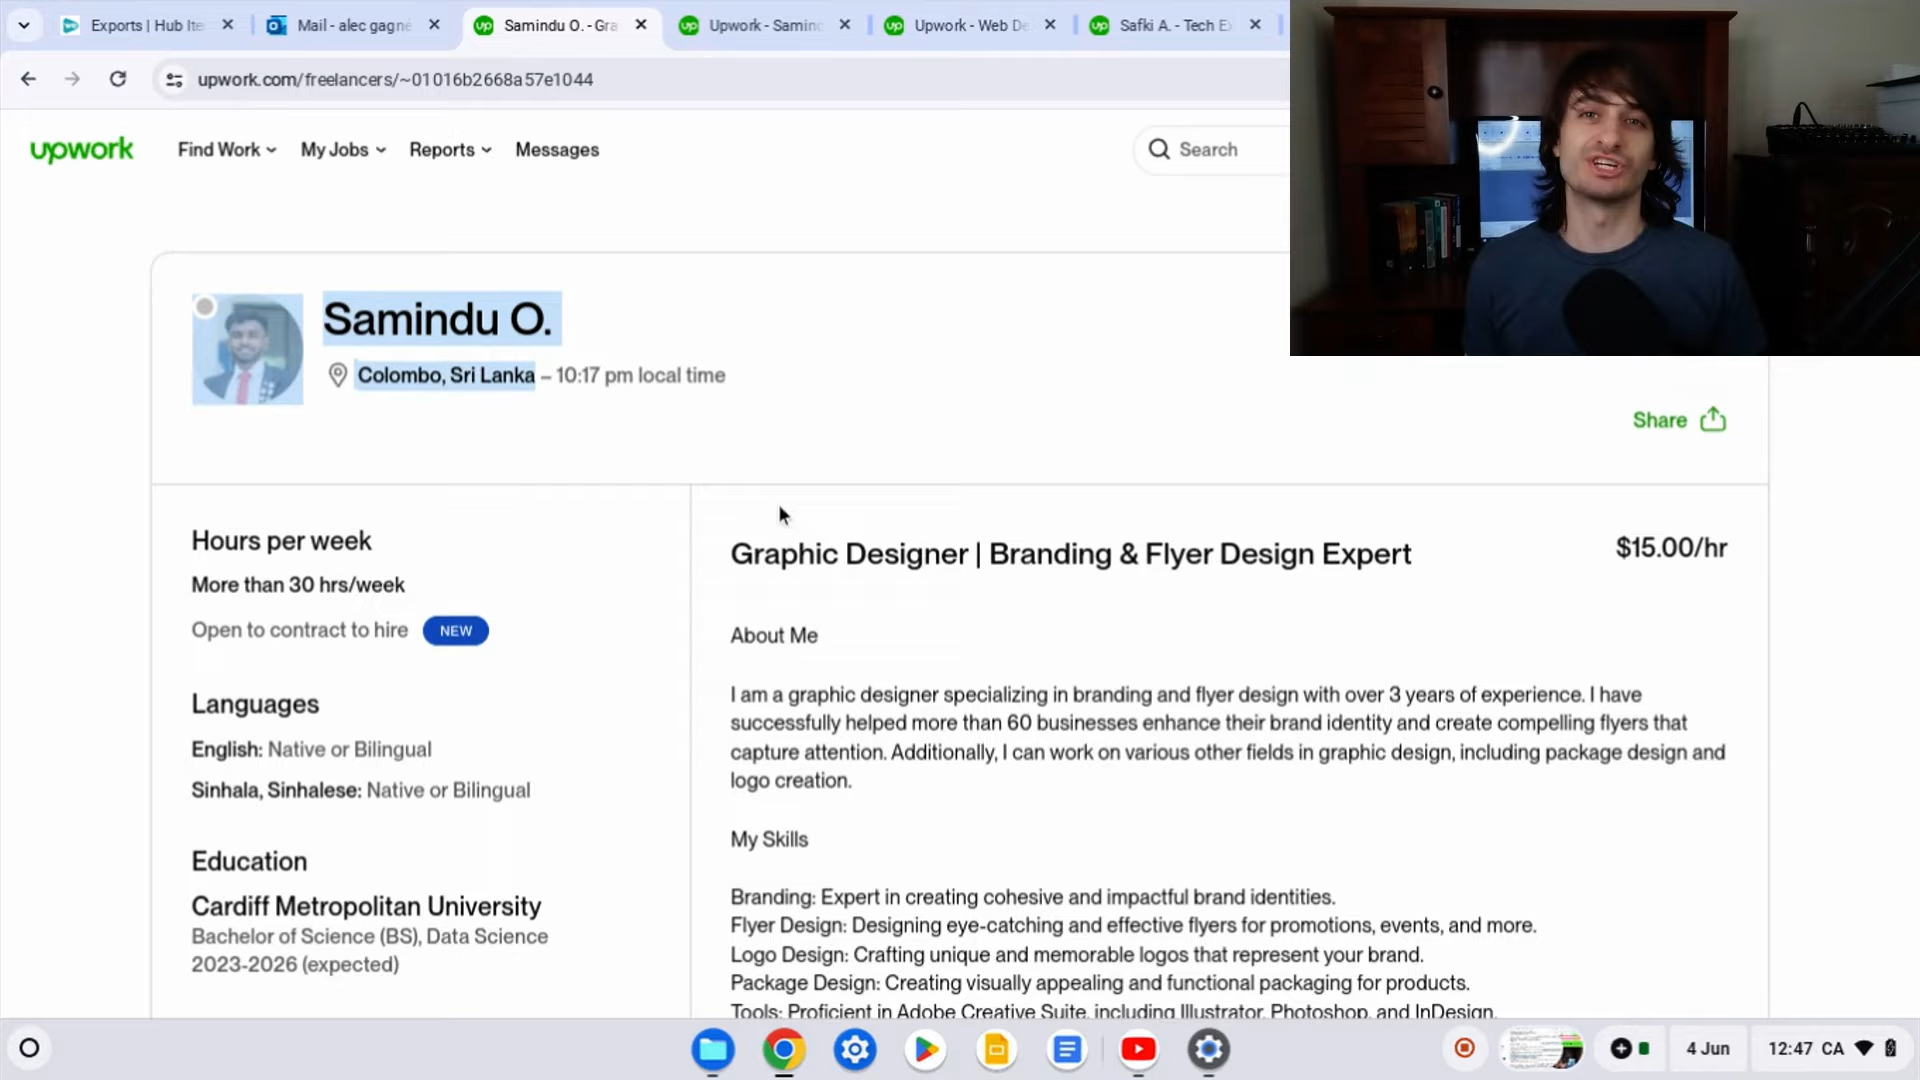 Exports | Hub Ite
Mail - alec gagné
Samindu O. - Gra
Upwork - Samind
Upwork - Web De
Safki A. - Tech E
upwork.com/freelancers/~01016b2668a57e1044
upwork
Find Work
My Jobs
Reports
Messages
Search
Samindu O.
Colombo, Sri Lanka – 10:17 pm local time
Share
Hours per week
More than 30 hrs/week
Open to contract to hire NEW
Languages
English: Native or Bilingual
Sinhala, Sinhalese: Native or Bilingual
Education
Cardiff Metropolitan University
Bachelor of Science (BS), Data Science
2023-2026 (expected)
Graphic Designer | Branding & Flyer Design Expert
$15.00/hr
About Me
I am a graphic designer specializing in branding and flyer design with over 3 years of experience. I have
successfully helped more than 60 businesses enhance their brand identity and create compelling flyers that
capture attention. Additionally, I can work on various other fields in graphic design, including package design and
logo creation.
My Skills
Branding: Expert in creating cohesive and impactful brand identities.
Flyer Design: Designing eye-catching and effective flyers for promotions, events, and more.
Logo Design: Crafting unique and memorable logos that represent your brand.
Package Design: Creating visually appealing and functional packaging for products.
Tools: Proficient in Adobe Creative Suite, including Illustrator, Photoshop, and InDesign.
4 Jun
12:47 CA